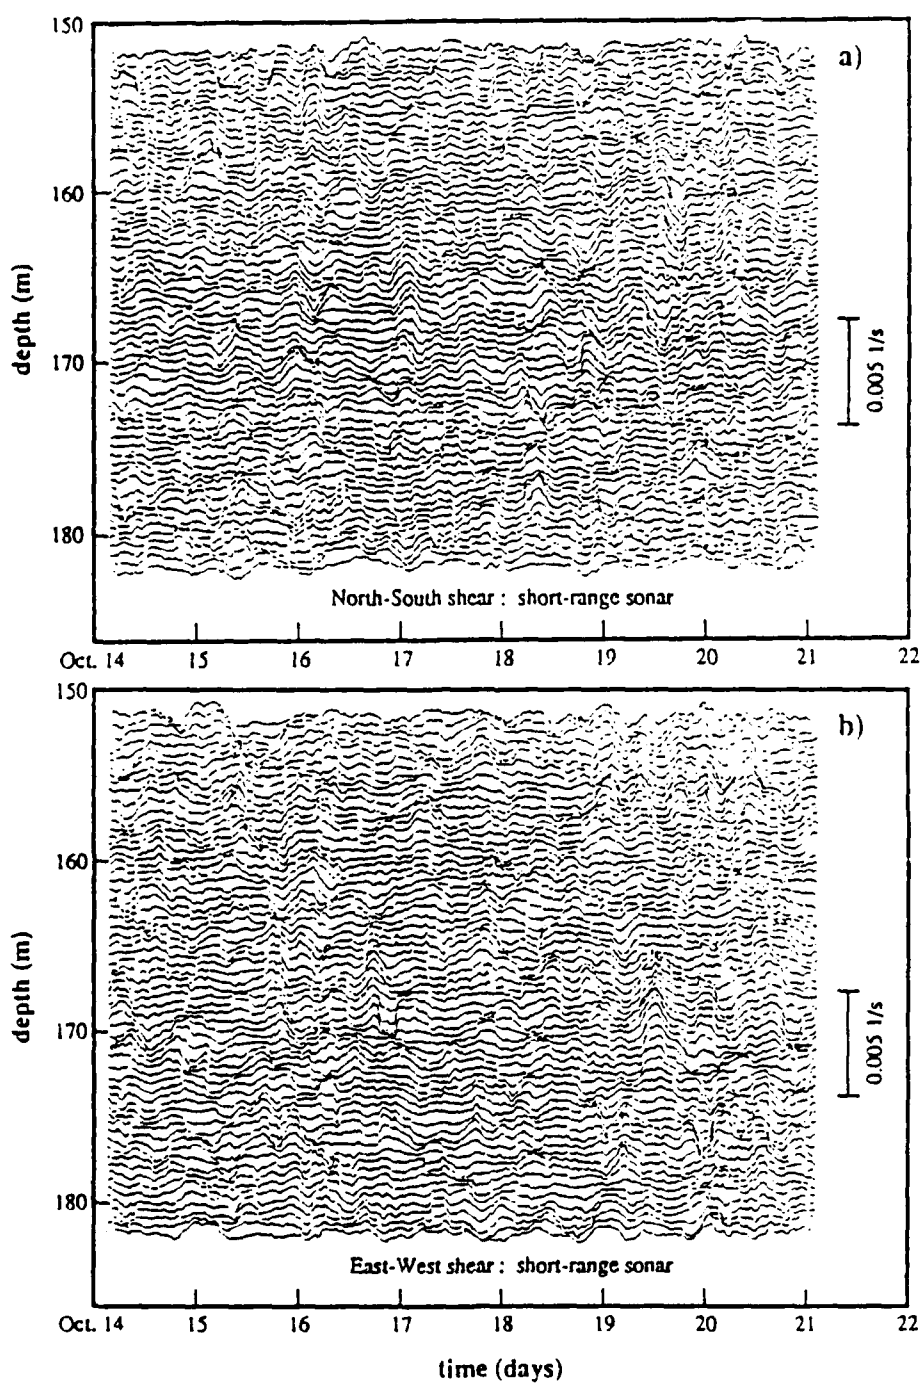 150
a)
160
depth (m)
170
0.005 1/s
180
North-South shear : short-range sonar
Oct. 14 15 16 17 18 19 20 21 22
150
b)
160
depth (m)
170
0.005 1/s
180
East-West shear : short-range sonar
Oct. 14 15 16 17 18 19 20 21 22
time (days)